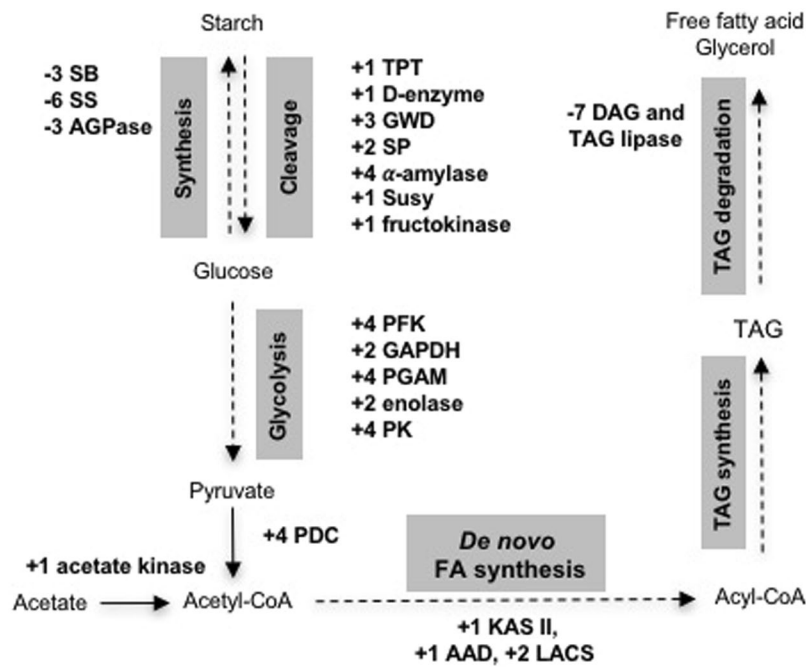 Starch
-3 SB
-6 SS
-3 AGPase
Synthesis
Cleavage
+1 TPT
+1 D-enzyme
+3 GWD
+2 SP
+4 α-amylase
+1 Susy
+1 fructokinase
Glucose
Glycolysis
+4 PFK
+2 GAPDH
+4 PGAM
+2 enolase
+4 PK
Pyruvate
+4 PDC
+1 acetate kinase
Acetate
Acetyl-CoA
De novo
FA synthesis
+1 KAS II,
+1 AAD, +2 LACS
Acyl-CoA
TAG synthesis
TAG
TAG degradation
-7 DAG and
TAG lipase
Free fatty acid
Glycerol